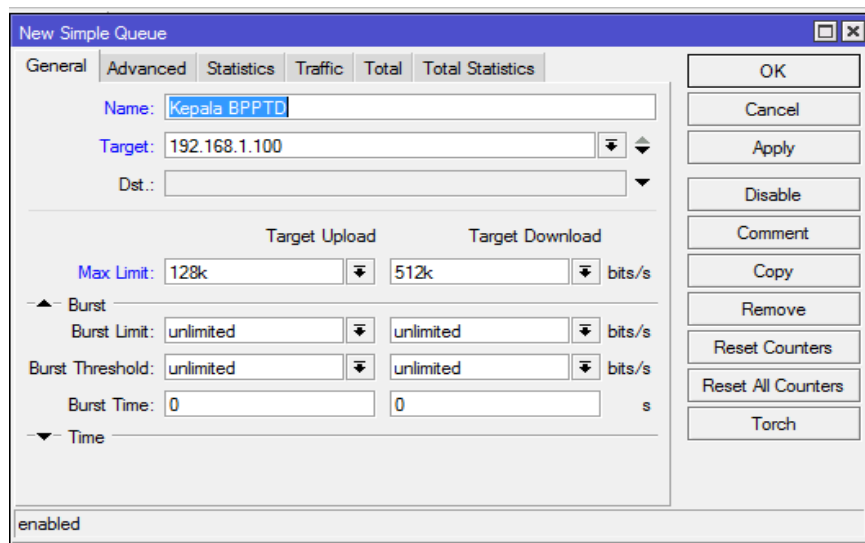 New Simple Queue
General Advanced Statistics Traffic Total Total Statistics
Name: Kepala BPPTD
Target: 192.168.1.100
Dst.:
Target Upload Target Download
Max Limit: 128k 512k bits/s
Burst
Burst Limit: unlimited unlimited bits/s
Burst Threshold: unlimited unlimited bits/s
Burst Time: 0 0 s
Time
OK
Cancel
Apply
Disable
Comment
Copy
Remove
Reset Counters
Reset All Counters
Torch
enabled